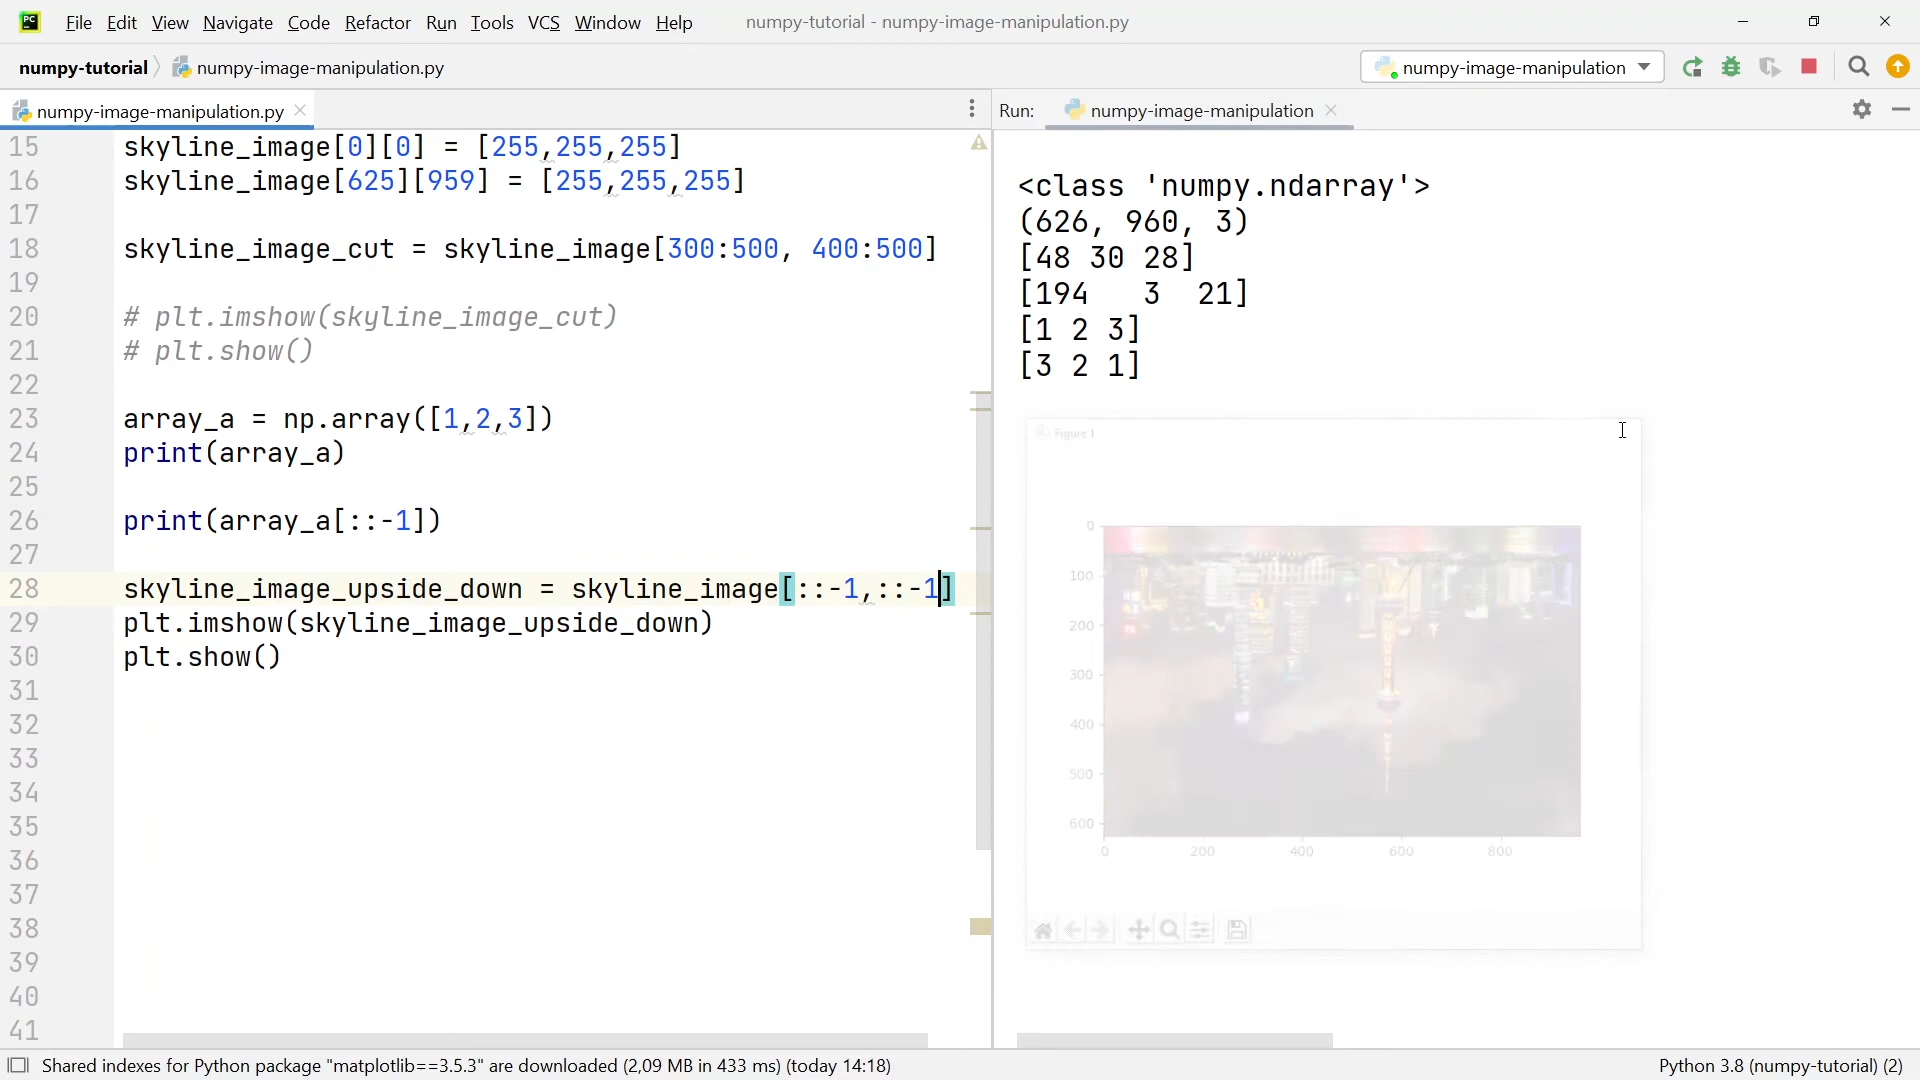 File Edit View Navigate Code Refactor Run Tools VCS Window Help numpy-tutorial - numpy-image-manipulation.py
numpy-tutorial numpy-image-manipulation.py numpy-image-manipulation
numpy-image-manipulation.py Run: numpy-image-manipulation
15 skyline_image[0][0] = [255,255,255]
16 skyline_image[625][959] = [255,255,255]
17
18 skyline_image_cut = skyline_image[300:500, 400:500]
19
20 # plt.imshow(skyline_image_cut)
21 # plt.show()
22
23 array_a = np.array([1,2,3])
24 print(array_a)
25
26 print(array_a[::-1])
27
28 skyline_image_upside_down = skyline_image[::-1,::-1]
29 plt.imshow(skyline_image_upside_down)
30 plt.show()
31
32
33
34
35
36
37
38
39
40
41
<class 'numpy.ndarray'>
(626, 960, 3)
[48 30 28]
[194   3  21]
[1 2 3]
[3 2 1]
Figure 1
0
100
200
300
400
500
600
0 200 400 600 800
Shared indexes for Python package "matplotlib==3.5.3" are downloaded (2,09 MB in 433 ms) (today 14:18) Python 3.8 (numpy-tutorial) (2)